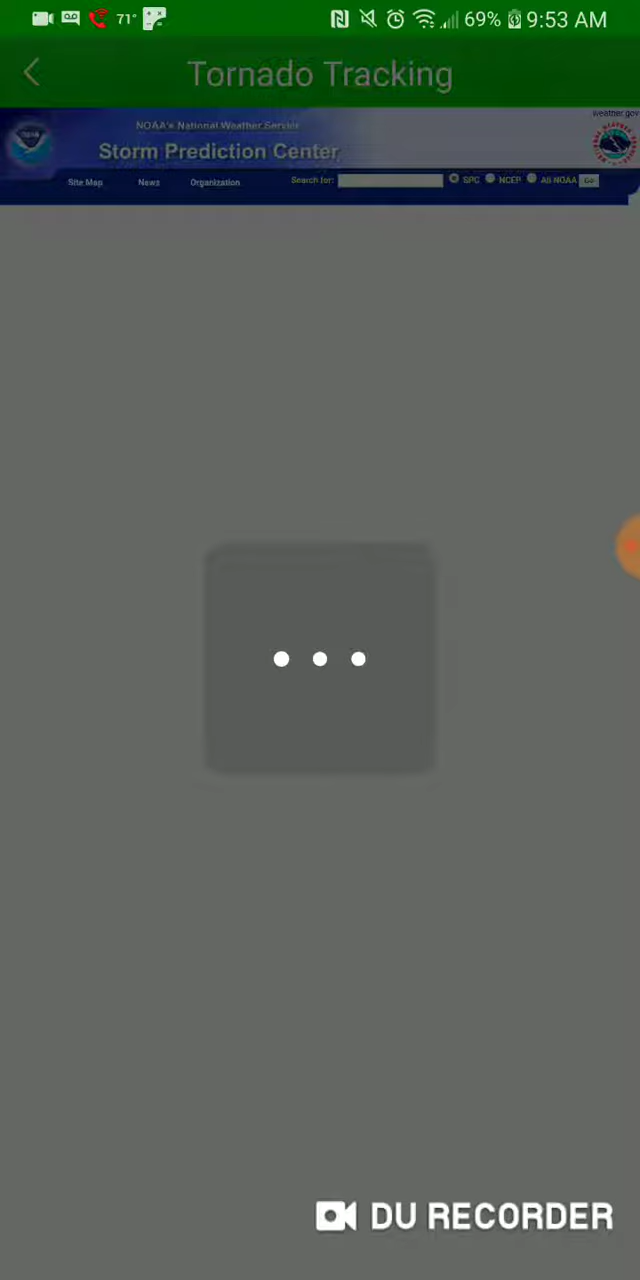 71° 69% 9:53 AM
Tornado Tracking
weather.gov
NOAA's National Weather Service
Storm Prediction Center
Site Map News Organization Search for: SPC NCEP All NOAA Go
DU RECORDER